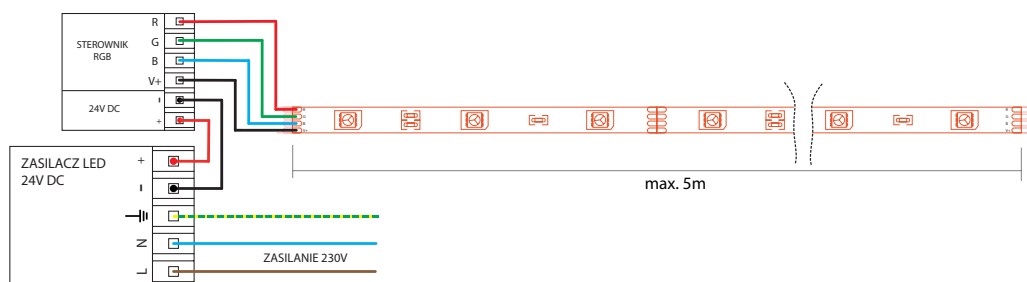 STEROWNIK
RGB
R
G
B
V+
24V DC
-
+
R
G
B
V+
max. 5m
ZASILACZ LED
24V DC
+
-
N
L
ZASILANIE 230V